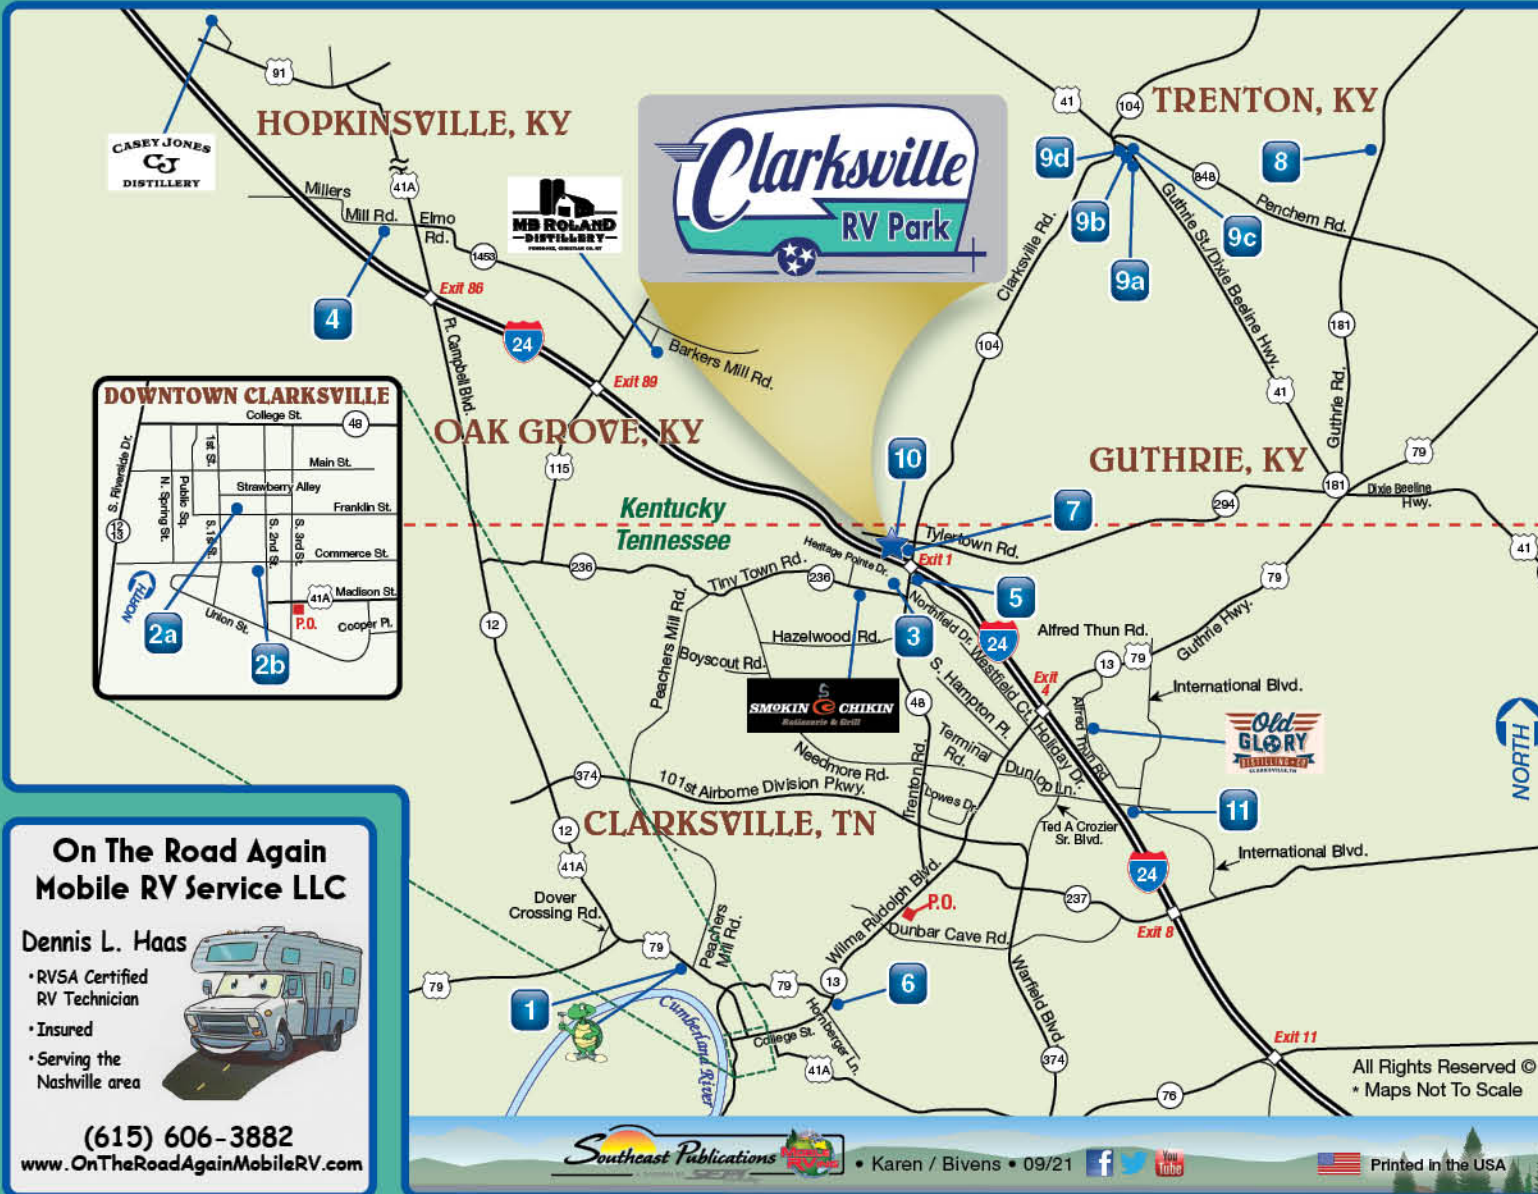 91
CASEY JONES
CJ
DISTILLERY
HOPKINSVILLE, KY
41A
Millers
Mill Rd.
Elmo
Rd.
1453
MB ROLAND
DISTILLERY
PEMBROKE, CHRISTIAN CO. KY
Clarksville
RV Park
41
104
TRENTON, KY
9d
8
848
Penchem Rd.
9b
9c
9a
Clarksville Rd.
Guthrie St./Dixie Beeline Hwy.
4
Exit 86
24
Ft. Campbell Blvd.
Barkers Mill Rd.
Exit 89
104
181
41
Guthrie Rd.
OAK GROVE, KY
115
10
GUTHRIE, KY
79
181
Dixie Beeline
Hwy.
294
7
41
Kentucky
Tennessee
Tylertown Rd.
Heritage Pointe Dr.
Exit 1
236
Tiny Town Rd.
236
79
5
3
12
Peachers Mill Rd.
Hazelwood Rd.
Boyscout Rd.
Northfield Dr.
Westfield Ct.
24
Alfred Thun Rd.
Guthrie Hwy.
13
79
Exit
4
International Blvd.
S. Hampton Pl.
SMOKIN CHIKIN
Rotisserie & Grill
48
Alfred Thun Rd
Old
GLORY
DISTILLING CO
CLARKSVILLE, TN
Holiday Dr.
Terminal
Rd.
Needmore Rd.
Trenton Rd.
Dunlop Ln.
374
101st Airborne Division Pkwy.
Lowes Dr.
11
Ted A Crozier
Sr. Blvd.
CLARKSVILLE, TN
12
41A
24
International Blvd.
Dover
Crossing Rd.
Wilma Rudolph Blvd.
P.O.
237
Exit 8
Dunbar Cave Rd.
79
Peachers
Mill Rd.
79
79
13
6
1
Cumberland River
College St.
Hornberger Ln.
41A
Warfield Blvd
374
Exit 11
76
NORTH
All Rights Reserved ©
* Maps Not To Scale
DOWNTOWN CLARKSVILLE
College St.
48
S. Riverside Dr.
1st St.
Main St.
N. Spring St.
Public Sq.
Strawberry Alley
Franklin St.
12
13
S. 1st St.
S. 2nd St.
S. 3rd St.
Commerce St.
NORTH
41A
Madison St.
Union St.
P.O.
Cooper Pl.
2a
2b
On The Road Again
Mobile RV Service LLC
Dennis L. Haas
• RVSA Certified
RV Technician
• Insured
• Serving the
Nashville area
(615) 606-3882
www.OnTheRoadAgainMobileRV.com
Southeast Publications
• Karen / Bivens • 09/21
f
You
Tube
Printed in the USA